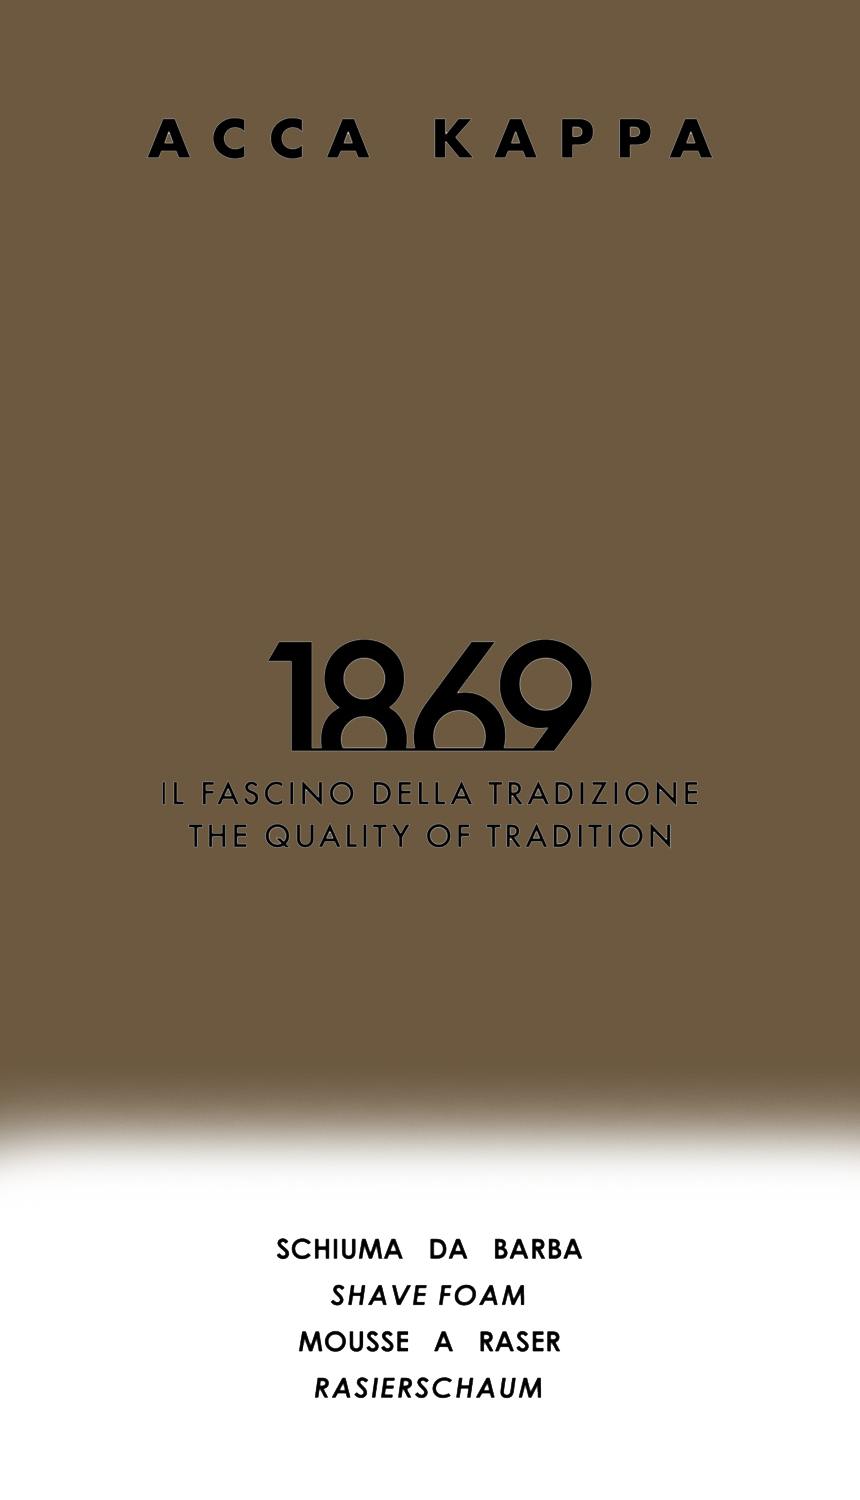 ACCA KAPPA
1869
IL FASCINO DELLA TRADIZIONE
THE QUALITY OF TRADITION
SCHIUMA DA BARBA
SHAVE FOAM
MOUSSE A RASER
RASIERSCHAUM